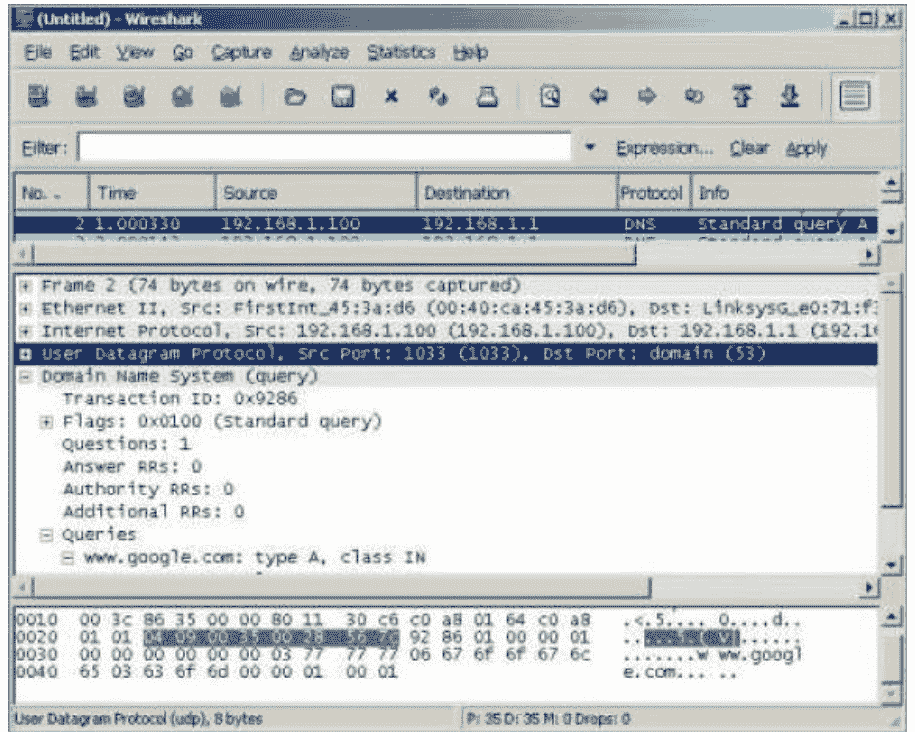 (Untitled) - Wireshark
File Edit View Go Capture Analyze Statistics Help
Filter: Expression... Clear Apply
No. - Time Source Destination Protocol Info
2 1.000330 192.168.1.100 192.168.1.1 DNS Standard query A
Frame 2 (74 bytes on wire, 74 bytes captured)
Ethernet II, Src: FirstInt_45:3a:d6 (00:40:ca:45:3a:d6), Dst: LinksysG_e0:71:f
Internet Protocol, Src: 192.168.1.100 (192.168.1.100), Dst: 192.168.1.1 (192.1
User Datagram Protocol, Src Port: 1033 (1033), Dst Port: domain (53)
Domain Name System (query)
Transaction ID: 0x9286
Flags: 0x0100 (Standard query)
Questions: 1
Answer RRs: 0
Authority RRs: 0
Additional RRs: 0
Queries
www.google.com: type A, class IN
0010 00 3c 86 35 00 00 80 11 30 c6 c0 a8 01 64 c0 a8 .<.5.... 0....d..
0020 01 01 04 09 00 35 00 28 92 86 01 00 00 01
0030 00 00 00 00 00 00 03 77 77 77 06 67 6f 6f 67 6c .......w ww.googl
0040 65 03 63 6f 6d 00 00 01 00 01 e.com... ..
User Datagram Protocol (udp), 8 bytes P: 35 D: 35 M: 0 Drops: 0